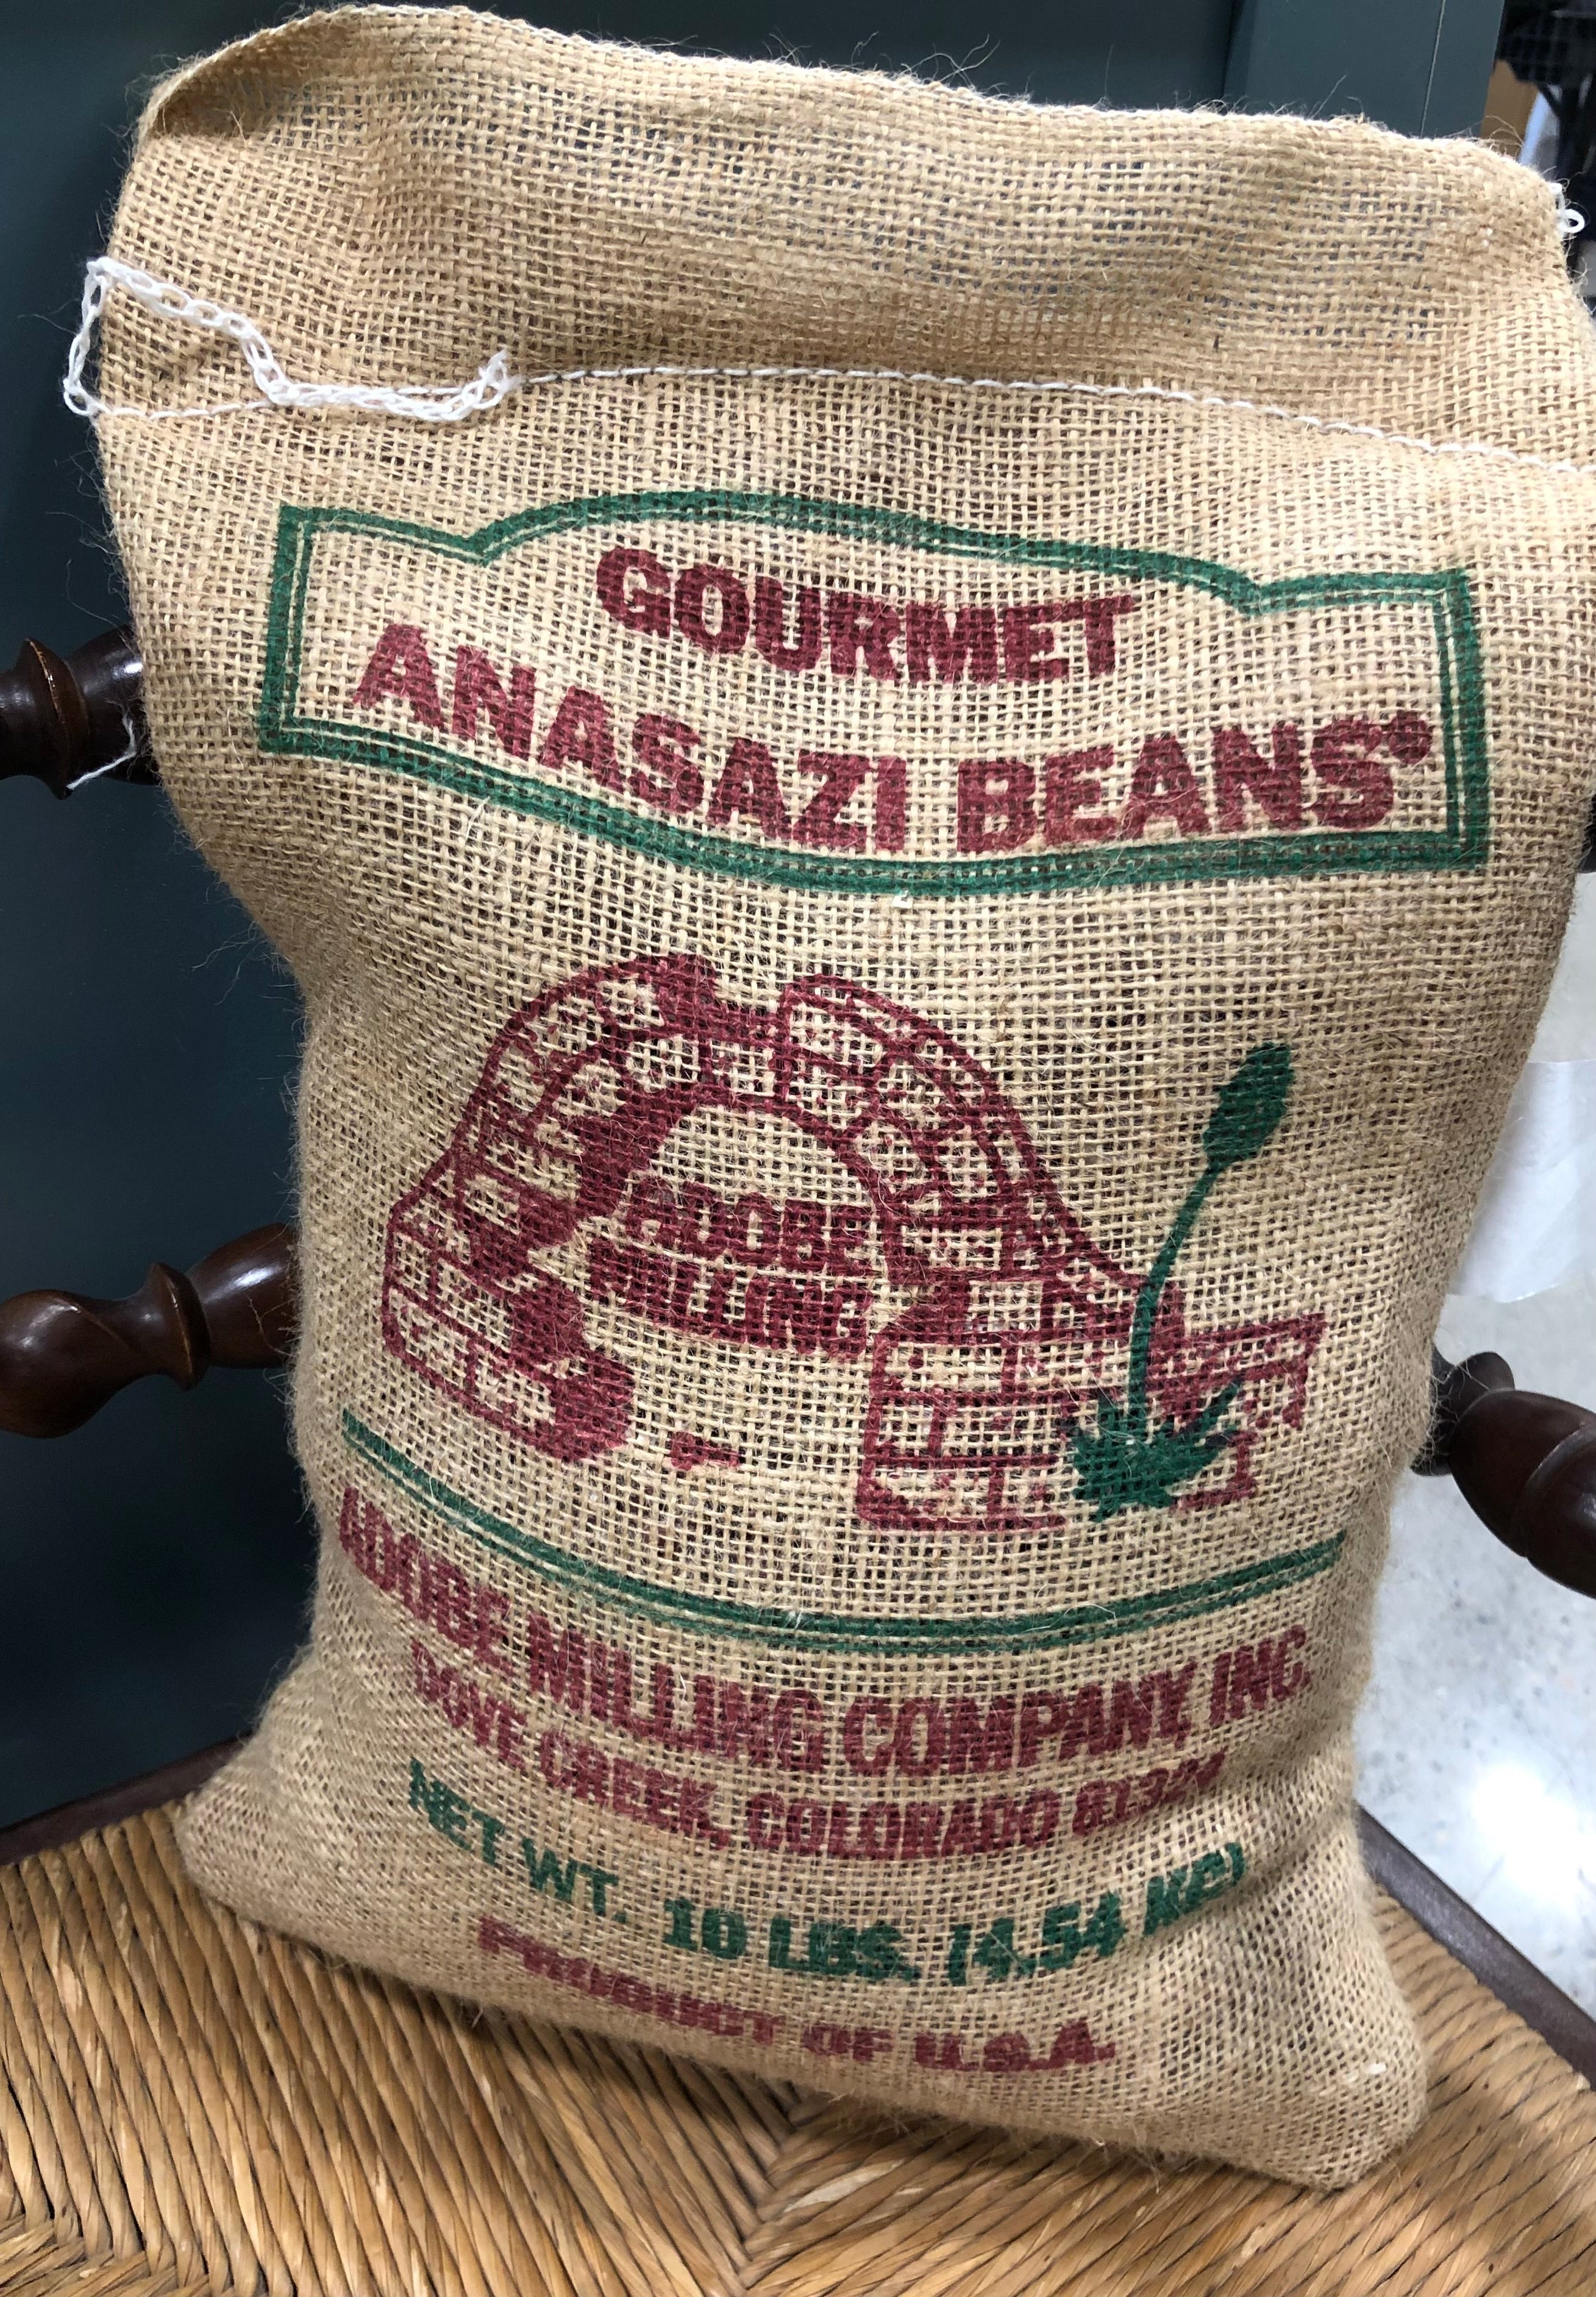 GOURMET
ANASAZI BEANS®
ADOBE
MILLING
ADOBE MILLING COMPANY INC.
DOVE CREEK, COLORADO 81324
NET WT. 10 LBS. (4.54 KG)
PRODUCT OF U.S.A.